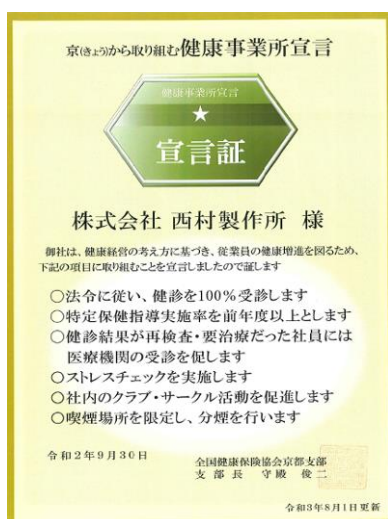 京(きょう)から取り組む健康事業所宣言
健康事業所宣言
★
宣言証
株式会社 西村製作所 様
御社は、健康経営の考え方に基づき、従業員の健康増進を図るため、
下記の項目に取り組むことを宣言しましたので証します
○法令に従い、健診を100%受診します
○特定保健指導実施率を前年度以上とします
○健診結果が再検査・要治療だった社員には
医療機関の受診を促します
○ストレスチェックを実施します
○社内のクラブ・サークル活動を促進します
○喫煙場所を限定し、分煙を行います
令和2年9月30日
全国健康保険協会京都支部
支部長 守殿 俊二
令和3年8月1日更新